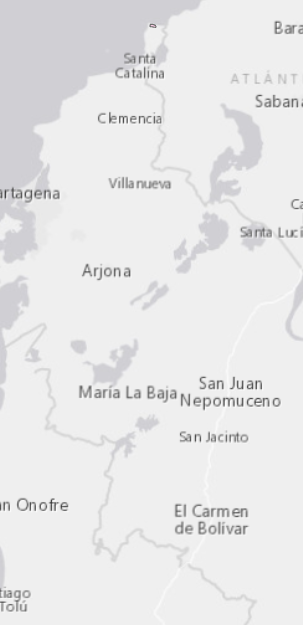 Bara
Santa
Catalina
ATLÁNT
Sabana
Clemencia
Villanueva
artagena
Ca
Santa Luci
Arjona
María La Baja
San Juan
Nepomuceno
San Jacinto
an Onofre
El Carmen
de Bolívar
tiago
Tolú